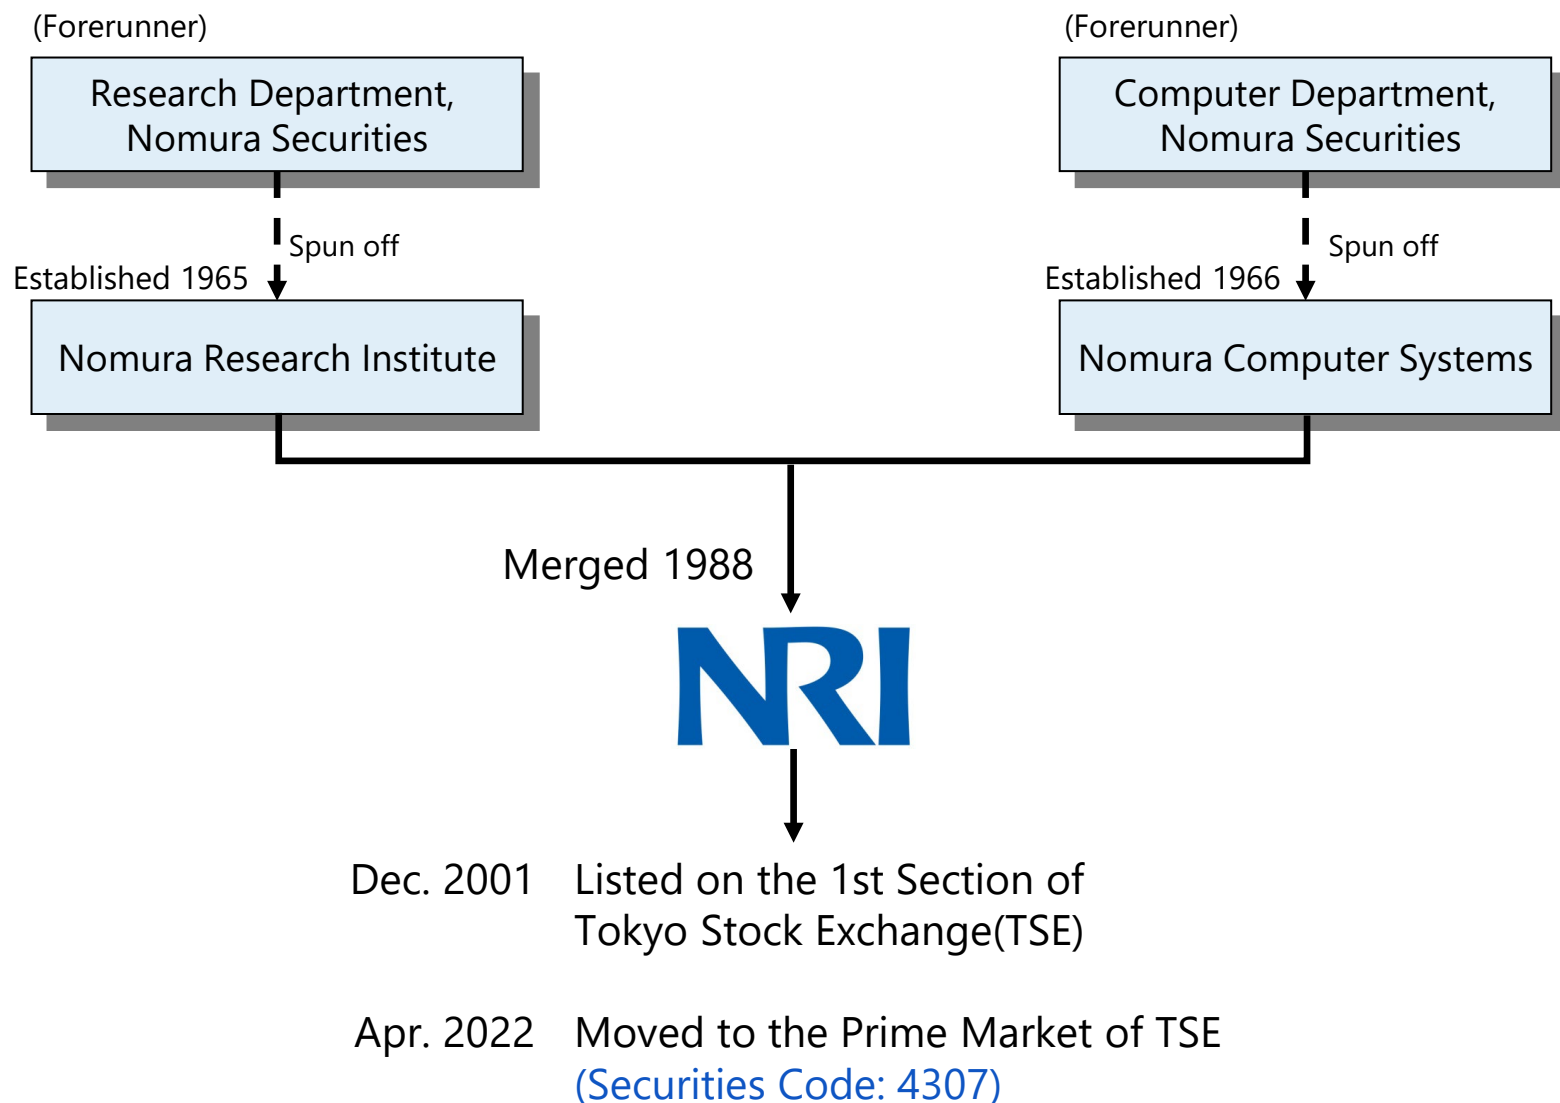 (Forerunner)
Research Department,
Nomura Securities
Spun off
Established 1965
Nomura Research Institute
(Forerunner)
Computer Department,
Nomura Securities
Spun off
Established 1966
Nomura Computer Systems
Merged 1988
NRI
Dec. 2001 Listed on the 1st Section of
Tokyo Stock Exchange(TSE)
Apr. 2022 Moved to the Prime Market of TSE
(Securities Code: 4307)